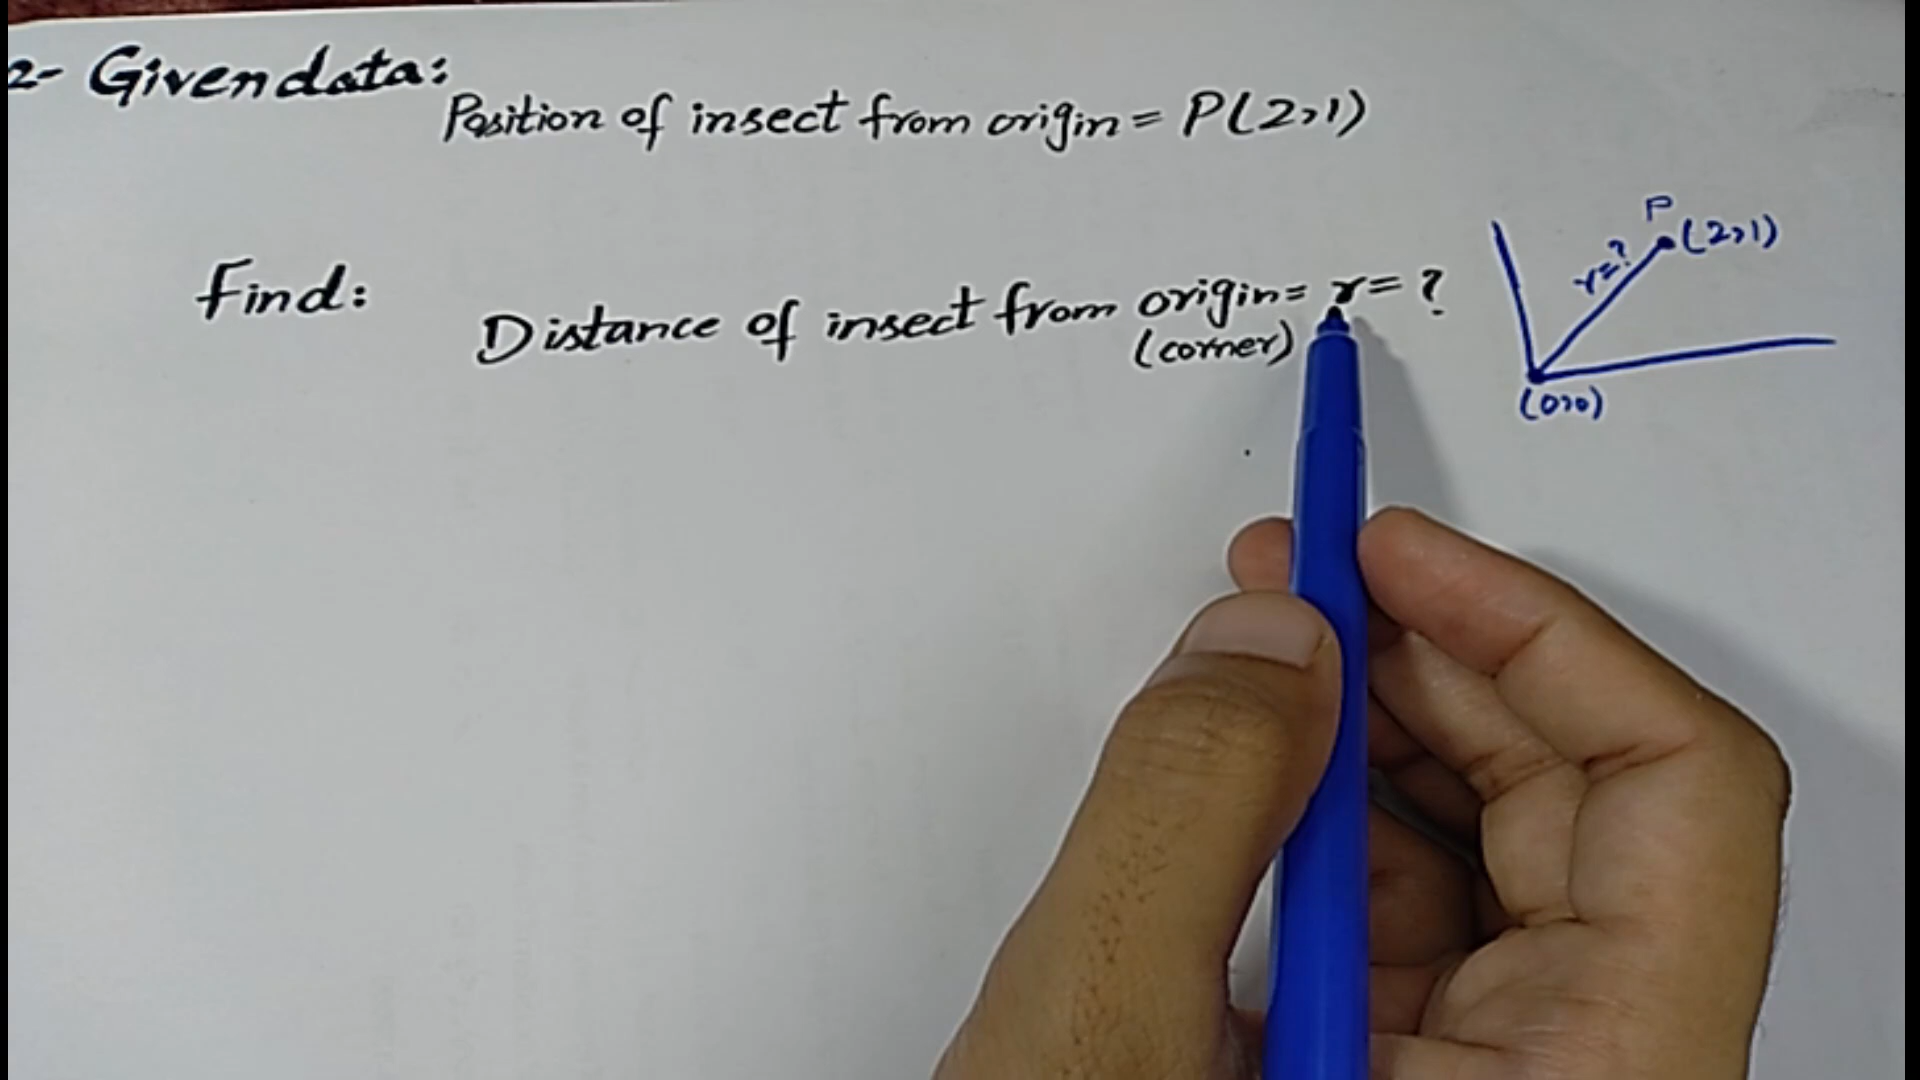 2- Given data:
Position of insect from origin = P(2,1)
Find:
Distance of insect from origin = r = ?
(corner)
P
(2,1)
r=?
(0,0)